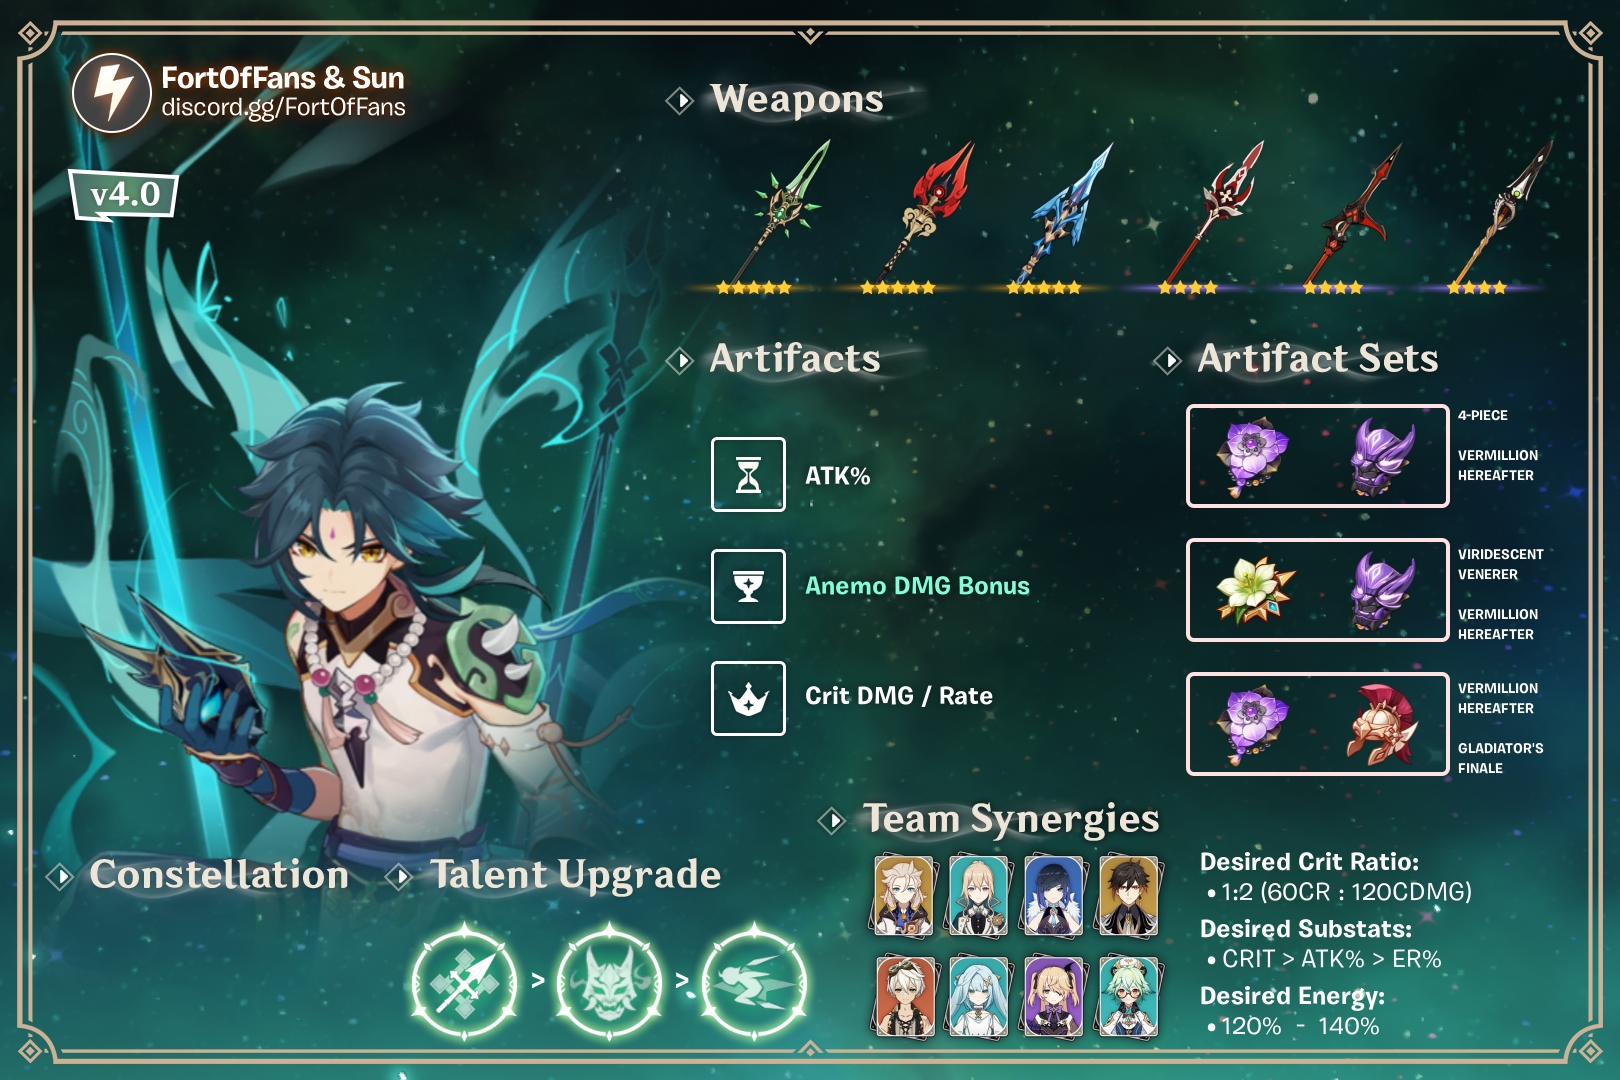 FortOfFans & Sun
discord.gg/FortOfFans
v4.0
Weapons
Artifacts
ATK%
Anemo DMG Bonus
Crit DMG / Rate
Artifact Sets
4-PIECE
VERMILLION
HEREAFTER
VIRIDESCENT
VENERER
VERMILLION
HEREAFTER
VERMILLION
HEREAFTER
GLADIATOR'S
FINALE
Constellation
Talent Upgrade
> >
Team Synergies
Desired Crit Ratio:
• 1:2 (60CR : 120CDMG)
Desired Substats:
• CRIT > ATK% > ER%
Desired Energy:
• 120% - 140%